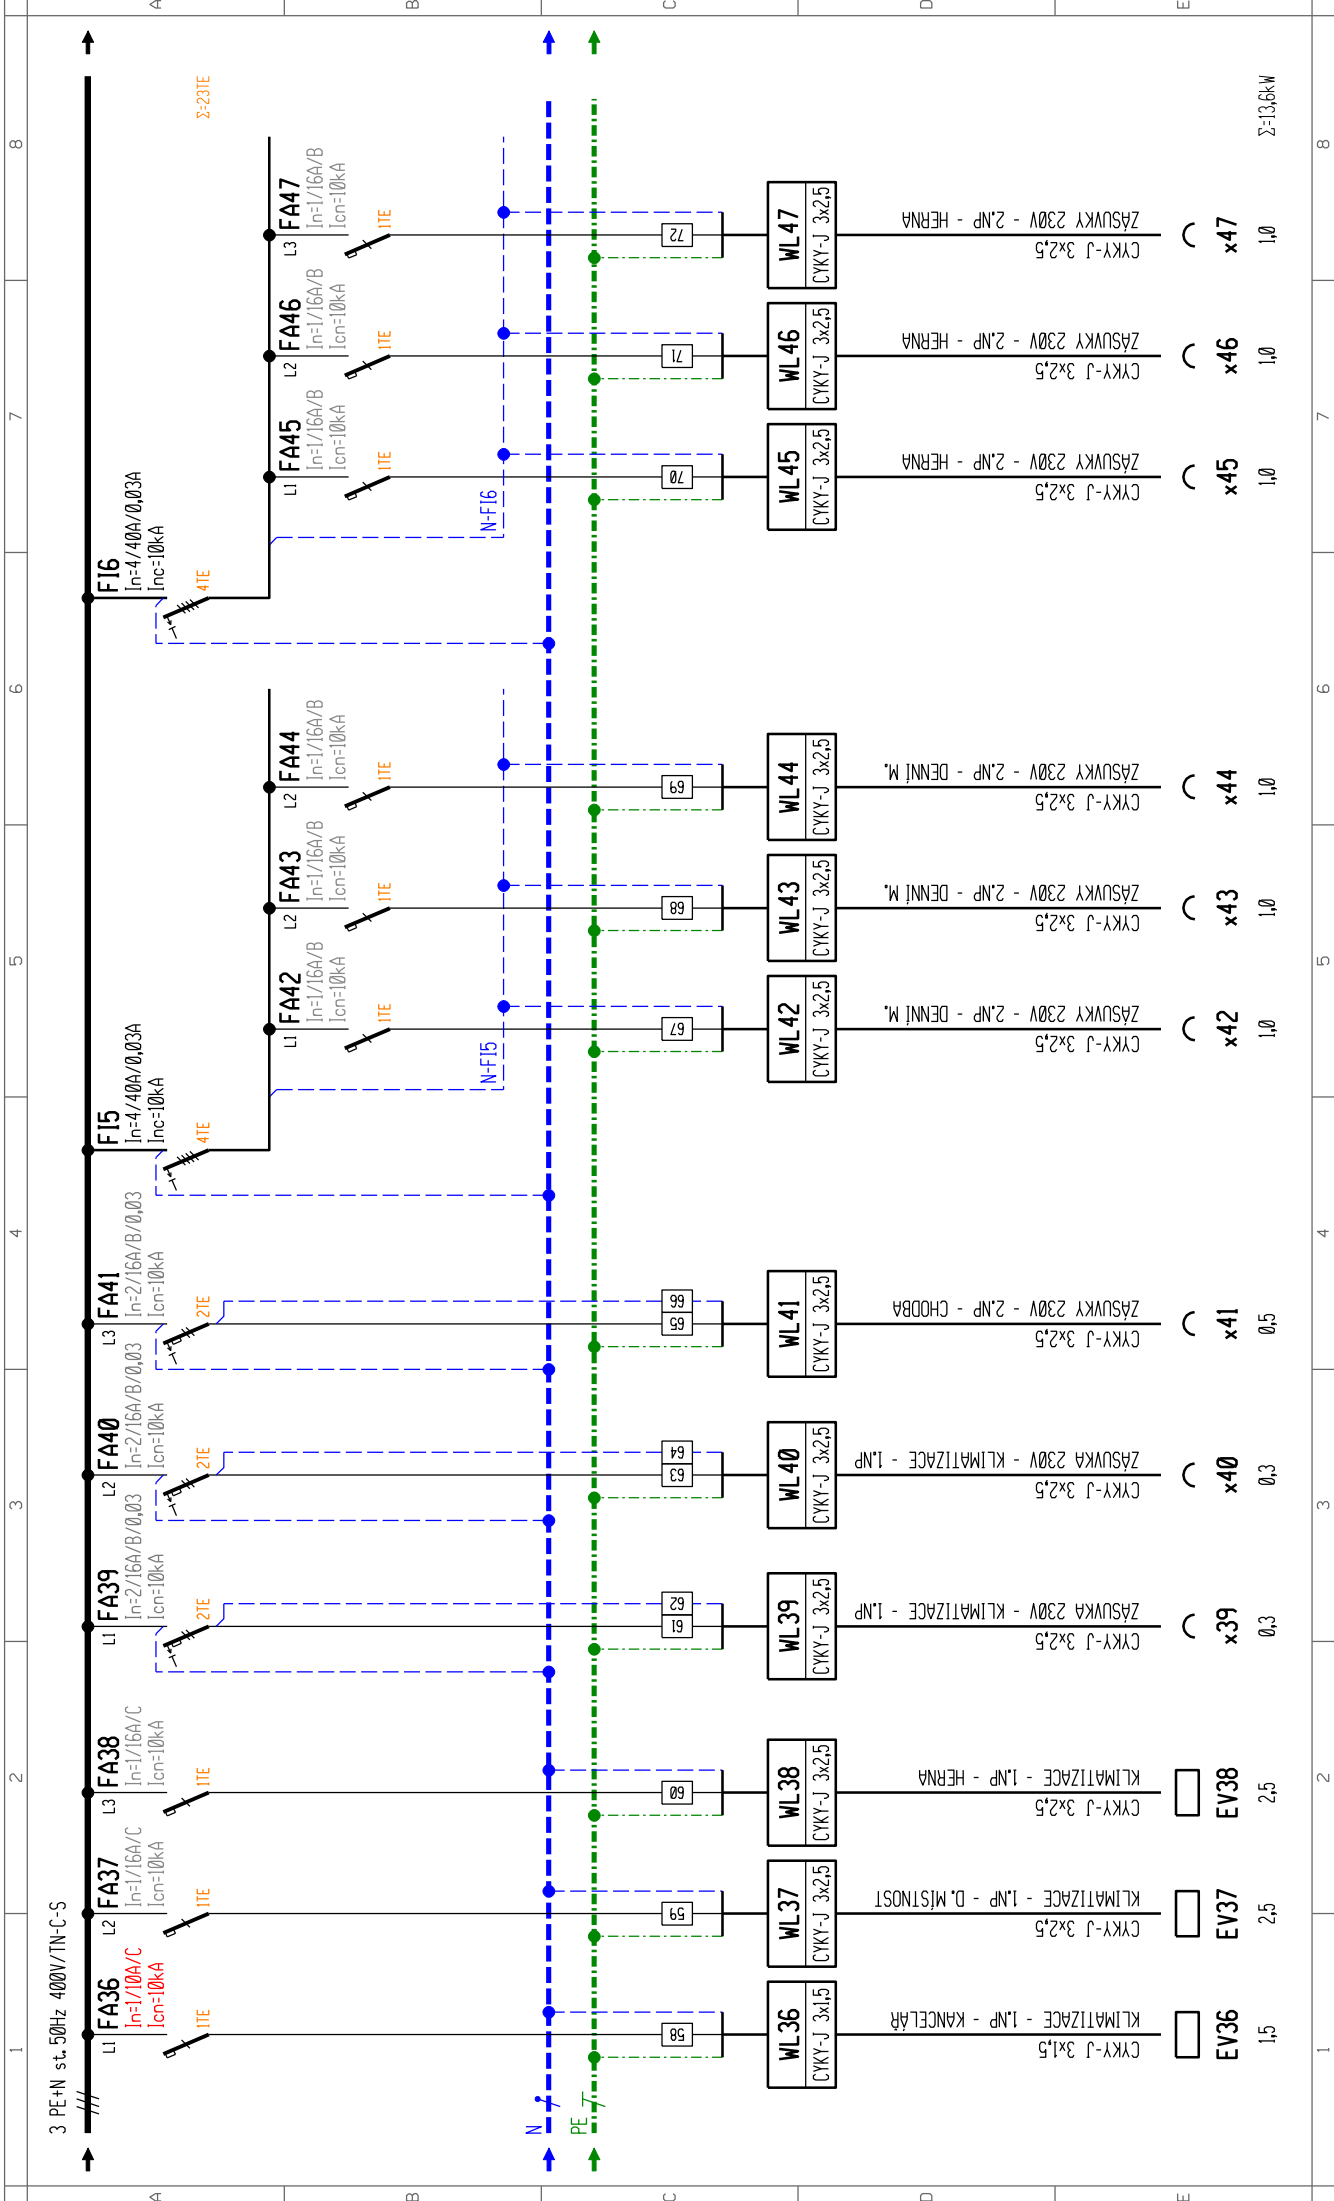 1
2
3
4
5
6
7
8
A
B
C
D
E
3 PE+N st. 50Hz 400V/TN-C-S
Σ=23TE
L1
FA36
In=1/10A/C
Icn=10kA
1TE
L2
FA37
In=1/16A/C
Icn=10kA
1TE
L3
FA38
In=1/16A/C
Icn=10kA
1TE
L1
FA39
In=2/16A/B/0,03
Icn=10kA
2TE
L2
FA40
In=2/16A/B/0,03
Icn=10kA
2TE
L3
FA41
In=2/16A/B/0,03
Icn=10kA
2TE
FI5
In=4/40A/0,03A
Inc=10kA
4TE
L1
FA42
In=1/16A/B
Icn=10kA
1TE
L2
FA43
In=1/16A/B
Icn=10kA
1TE
L2
FA44
In=1/16A/B
Icn=10kA
1TE
N-FI5
FI6
In=4/40A/0,03A
Inc=10kA
4TE
L1
FA45
In=1/16A/B
Icn=10kA
1TE
L2
FA46
In=1/16A/B
Icn=10kA
1TE
L3
FA47
In=1/16A/B
Icn=10kA
1TE
N-FI6
N
PE
58
59
60
61
62
63
64
65
66
67
68
69
70
71
72
WL36
CYKY-J 3x1,5
WL37
CYKY-J 3x2,5
WL38
CYKY-J 3x2,5
WL39
CYKY-J 3x2,5
WL40
CYKY-J 3x2,5
WL41
CYKY-J 3x2,5
WL42
CYKY-J 3x2,5
WL43
CYKY-J 3x2,5
WL44
CYKY-J 3x2,5
WL45
CYKY-J 3x2,5
WL46
CYKY-J 3x2,5
WL47
CYKY-J 3x2,5
KLIMATIZACE - 1.NP - KANCELÁŘ
CYKY-J 3x1,5
KLIMATIZACE - 1.NP - D. MÍSTNOST
CYKY-J 3x2,5
KLIMATIZACE - 1.NP - HERNA
CYKY-J 3x2,5
ZÁSUVKA 230V - KLIMATIZACE - 1.NP
CYKY-J 3x2,5
ZÁSUVKA 230V - KLIMATIZACE - 1.NP
CYKY-J 3x2,5
ZÁSUVKY 230V - 2.NP - CHODBA
CYKY-J 3x2,5
ZÁSUVKY 230V - 2.NP - DENNÍ M.
CYKY-J 3x2,5
ZÁSUVKY 230V - 2.NP - DENNÍ M.
CYKY-J 3x2,5
ZÁSUVKY 230V - 2.NP - DENNÍ M.
CYKY-J 3x2,5
ZÁSUVKY 230V - 2.NP - HERNA
CYKY-J 3x2,5
ZÁSUVKY 230V - 2.NP - HERNA
CYKY-J 3x2,5
ZÁSUVKY 230V - 2.NP - HERNA
CYKY-J 3x2,5
EV36
EV37
EV38
x39
x40
x41
x42
x43
x44
x45
x46
x47
1,5
2,5
2,5
0,3
0,3
0,5
1,0
1,0
1,0
1,0
1,0
1,0
Σ=13,6kW
1
2
3
4
5
6
7
8
A
B
C
D
E